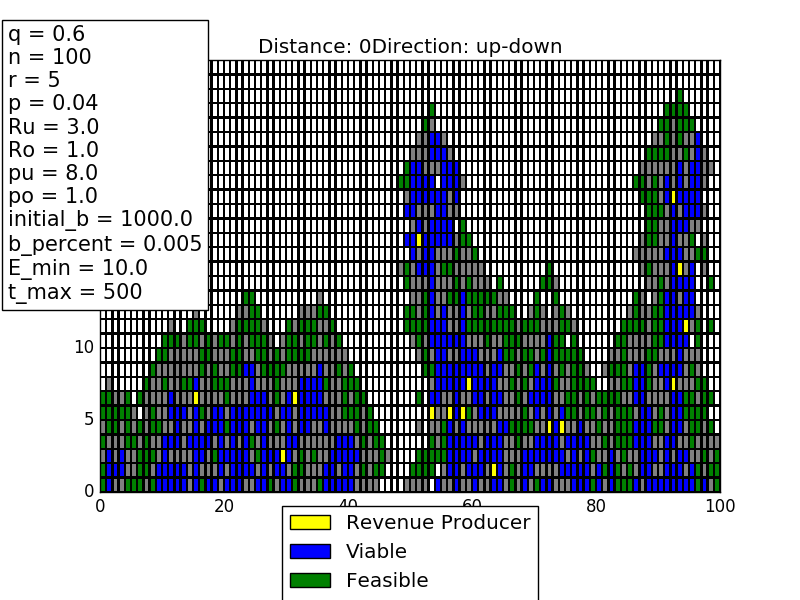 Distance: 0Direction: up-down
q = 0.6
n = 100
r = 5
p = 0.04
Ru = 3.0
Ro = 1.0
pu = 8.0
po = 1.0
initial_b = 1000.0
b_percent = 0.005
E_min = 10.0
t_max = 500
10
5
0
0 20 40 60 80 100
Revenue Producer
Viable
Feasible